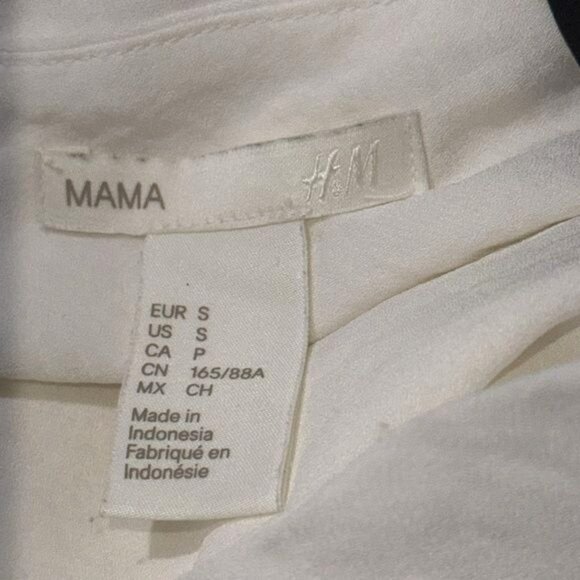 MAMA H&M
EUR S
US S
CA P
CN 165/88A
MX CH
Made in
Indonesia
Fabriqué en
Indonésie